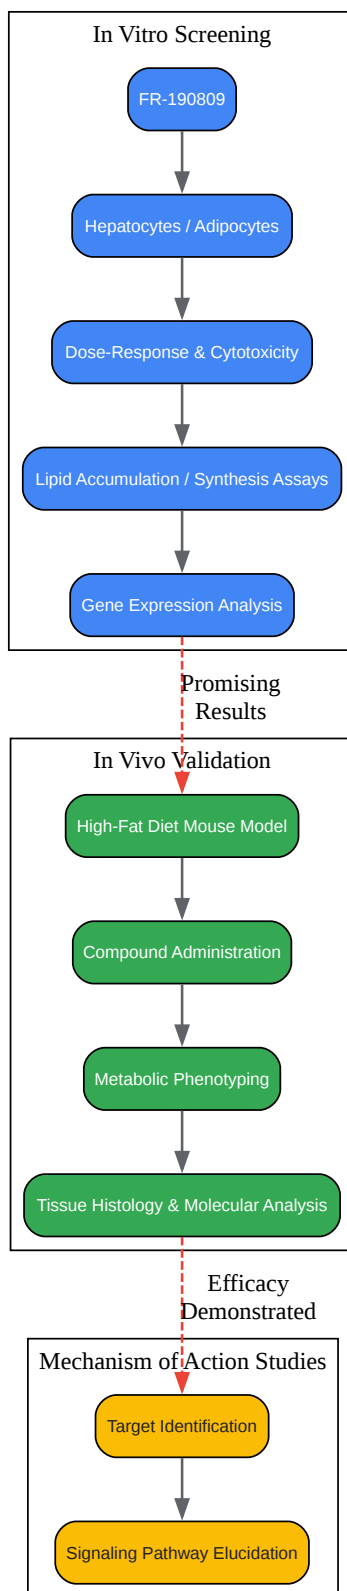 In Vitro Screening
FR-190809
Hepatocytes / Adipocytes
Dose-Response & Cytotoxicity
Lipid Accumulation / Synthesis Assays
Gene Expression Analysis
Promising
Results
In Vivo Validation
High-Fat Diet Mouse Model
Compound Administration
Metabolic Phenotyping
Tissue Histology & Molecular Analysis
Efficacy
Demonstrated
Mechanism of Action Studies
Target Identification
Signaling Pathway Elucidation